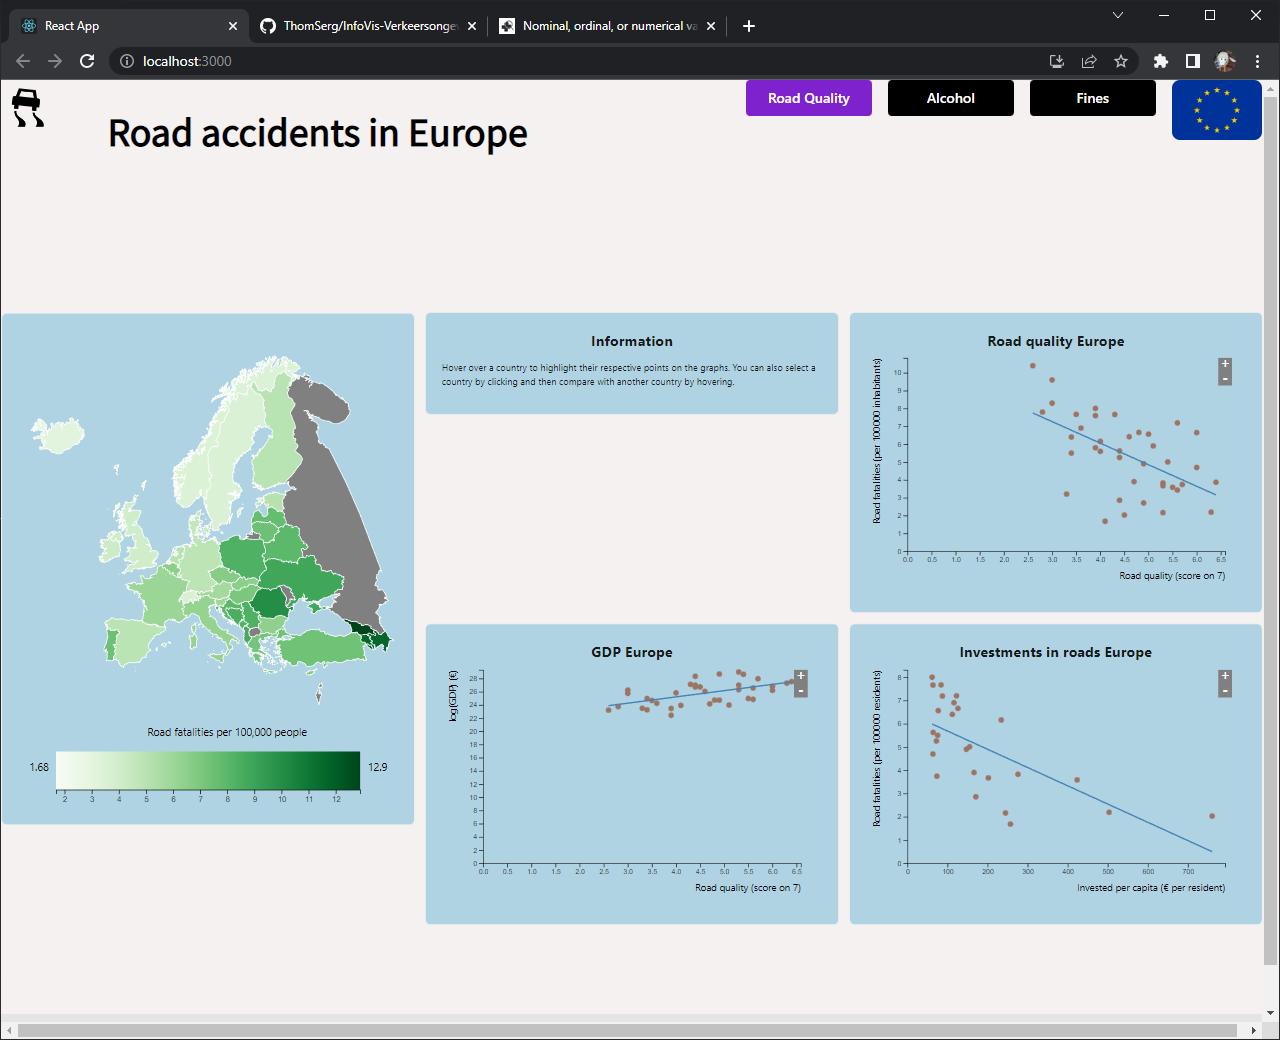 React App
ThomSerg/InfoVis-Verkeersonge
Nominal, ordinal, or numerical va
localhost:3000
Road Quality
Alcohol
Fines
Road accidents in Europe
Information
Hover over a country to highlight their respective points on the graphs. You can also select a
country by clicking and then compare with another country by hovering.
Road fatalities per 100,000 people
1.68
12.9
2 3 4 5 6 7 8 9 10 11 12
Road quality Europe
+
-
Road fatalities (per 100000 inhabitants)
10
9
8
7
6
5
4
3
2
1
0
0.0 0.5 1.0 1.5 2.0 2.5 3.0 3.5 4.0 4.5 5.0 5.5 6.0 6.5
Road quality (score on 7)
GDP Europe
+
-
log(GDP) (€)
28
26
24
22
20
18
16
14
12
10
8
6
4
2
0
0.0 0.5 1.0 1.5 2.0 2.5 3.0 3.5 4.0 4.5 5.0 5.5 6.0 6.5
Road quality (score on 7)
Investments in roads Europe
+
-
Road fatalities (per 100000 residents)
8
7
6
5
4
3
2
1
0
0 100 200 300 400 500 600 700
Invested per capita (€ per resident)